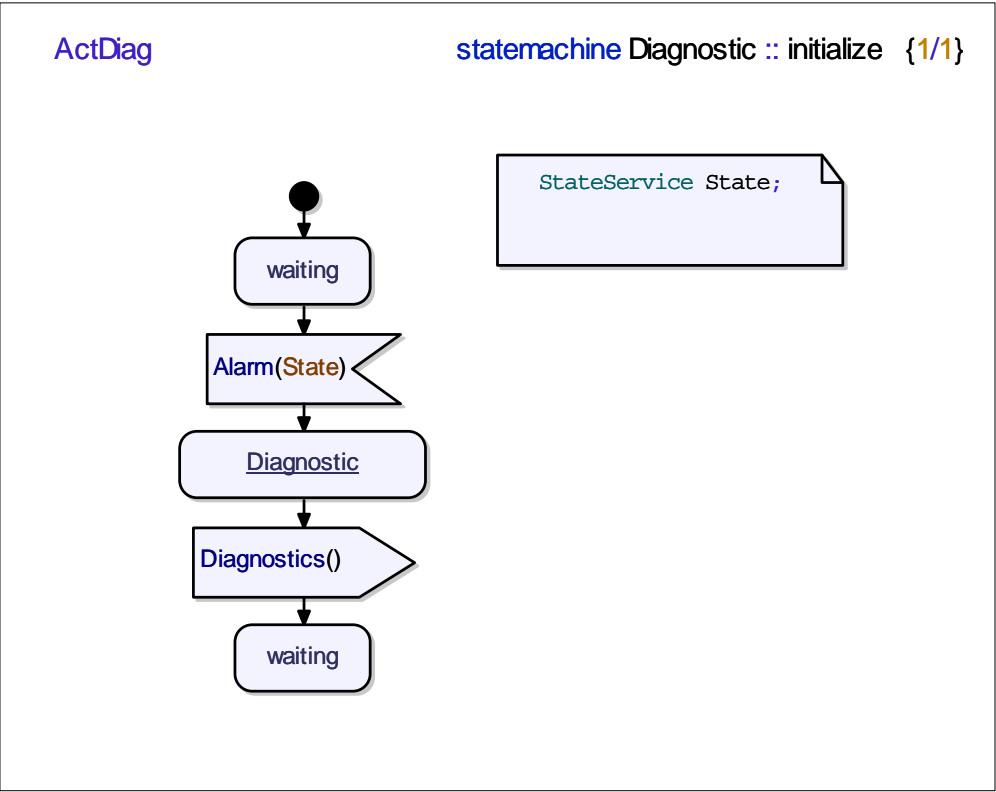 ActDiag
statemachine Diagnostic :: initialize {1/1}
StateService State;
waiting
Alarm(State)
Diagnostic
Diagnostics()
waiting